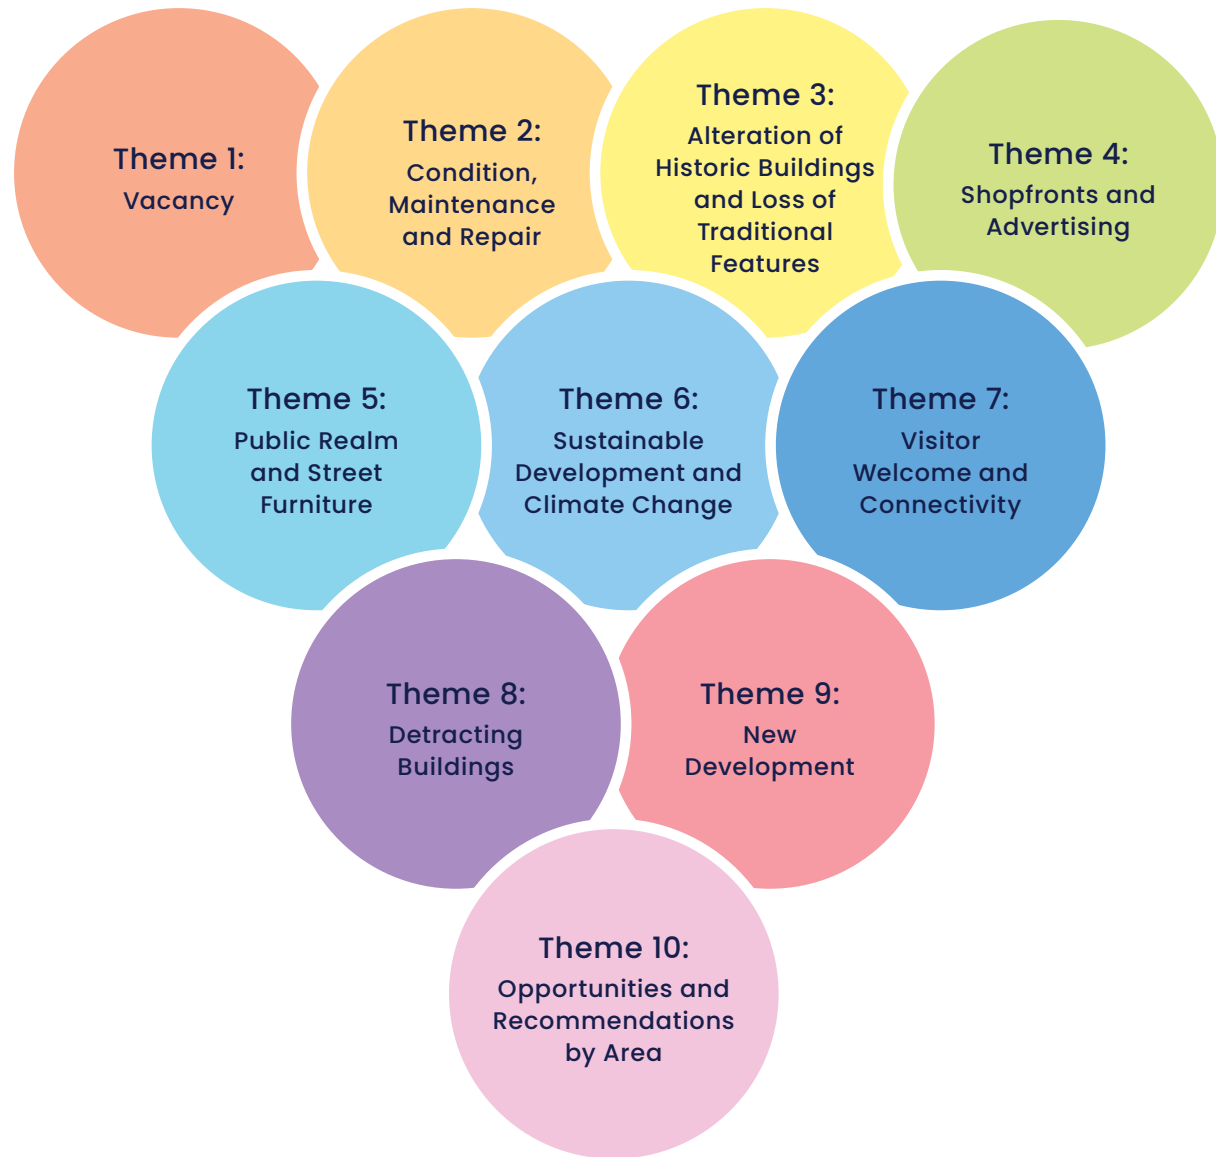 Theme 1:
Vacancy
Theme 2:
Condition,
Maintenance
and Repair
Theme 3:
Alteration of
Historic Buildings
and Loss of
Traditional
Features
Theme 4:
Shopfronts and
Advertising
Theme 5:
Public Realm
and Street
Furniture
Theme 6:
Sustainable
Development and
Climate Change
Theme 7:
Visitor
Welcome and
Connectivity
Theme 8:
Detracting
Buildings
Theme 9:
New
Development
Theme 10:
Opportunities and
Recommendations
by Area